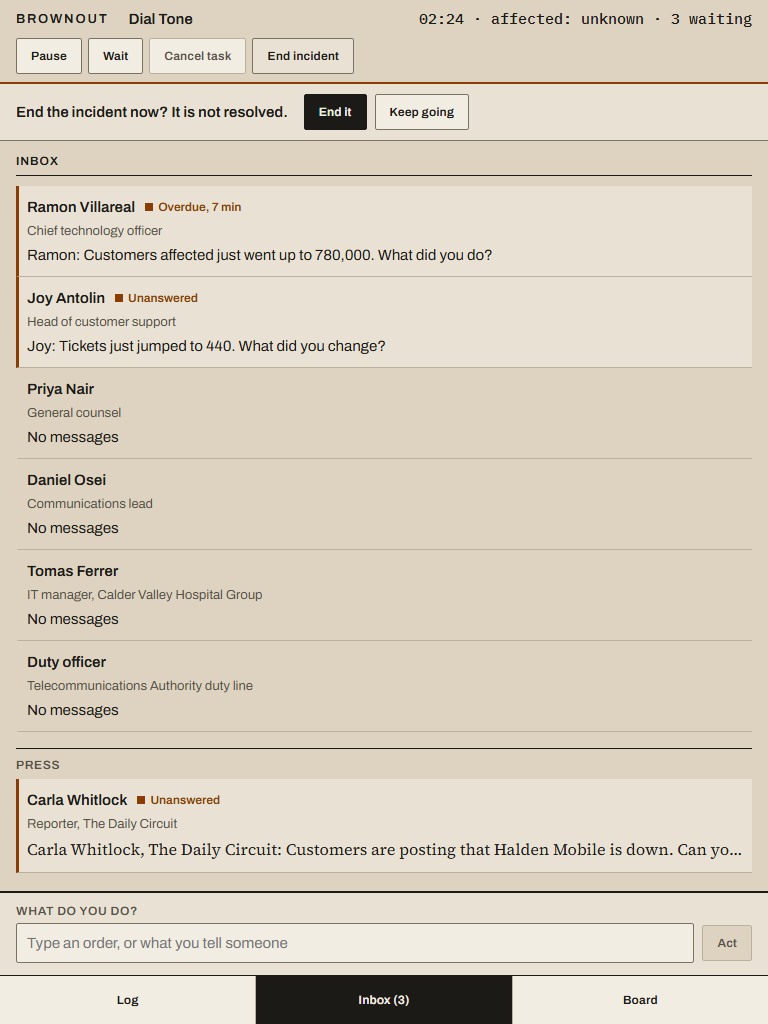 BROWNOUT Dial Tone 02:24 · affected: unknown · 3 waiting
Pause Wait Cancel task End incident
End the incident now? It is not resolved. End it Keep going
INBOX
Ramon Villareal Overdue, 7 min
Chief technology officer
Ramon: Customers affected just went up to 780,000. What did you do?
Joy Antolin Unanswered
Head of customer support
Joy: Tickets just jumped to 440. What did you change?
Priya Nair
General counsel
No messages
Daniel Osei
Communications lead
No messages
Tomas Ferrer
IT manager, Calder Valley Hospital Group
No messages
Duty officer
Telecommunications Authority duty line
No messages
PRESS
Carla Whitlock Unanswered
Reporter, The Daily Circuit
Carla Whitlock, The Daily Circuit: Customers are posting that Halden Mobile is down. Can yo...
WHAT DO YOU DO?
Type an order, or what you tell someone Act
Log Inbox (3) Board